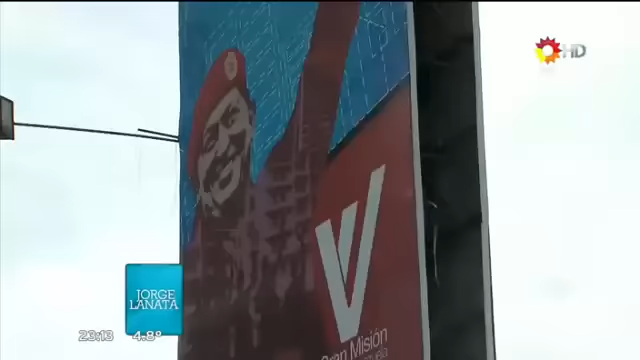 HD
V
Gran Misión
JORGE
LANATA
23:13
4.8°